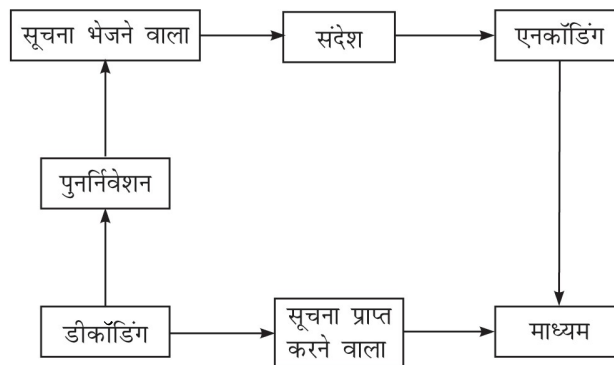 सूचना भेजने वाला
संदेश
एनकॉडिंग
पुनर्निवेशन
डीकॉडिंग
सूचना प्राप्त
करने वाला
माध्यम